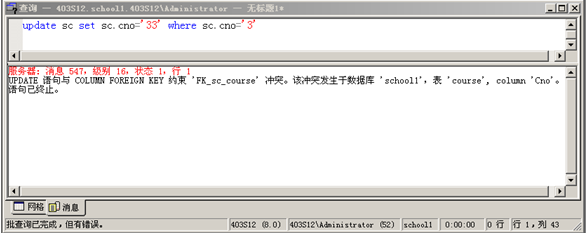 查询 — 403S12.school1.403S12\Administrator — 无标题1*
update sc set sc.cno='33' where sc.cno='3'
服务器: 消息 547，级别 16，状态 1，行 1
UPDATE 语句与 COLUMN FOREIGN KEY 约束 'FK_sc_course' 冲突。该冲突发生于数据库 'school1'，表 'course', column 'Cno'。
语句已终止。
网格 消息
批查询已完成，但有错误。 403S12 (8.0) 403S12\Administrator (52) school1 0:00:00 0 行 行 1，列 43